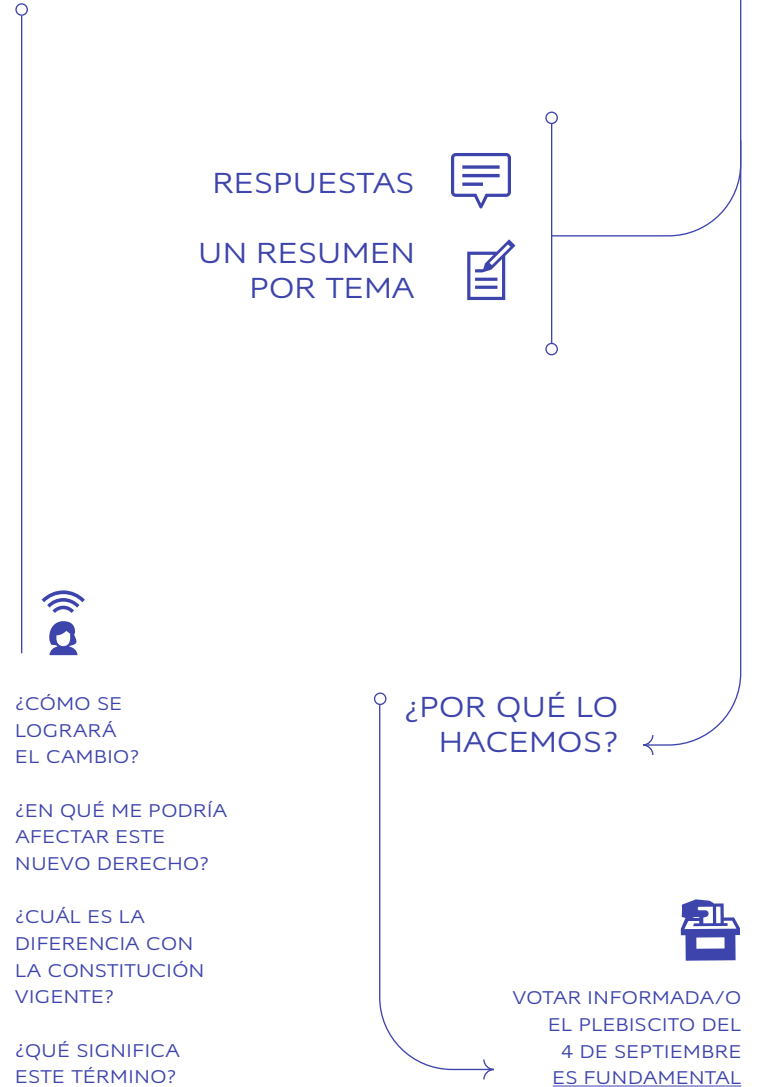 RESPUESTAS
UN RESUMEN
POR TEMA
¿CÓMO SE
LOGRARÁ
EL CAMBIO?
¿EN QUÉ ME PODRÍA
AFECTAR ESTE
NUEVO DERECHO?
¿CUÁL ES LA
DIFERENCIA CON
LA CONSTITUCIÓN
VIGENTE?
¿QUÉ SIGNIFICA
ESTE TÉRMINO?
¿POR QUÉ LO
HACEMOS?
VOTAR INFORMADA/O
EL PLEBISCITO DEL
4 DE SEPTIEMBRE
ES FUNDAMENTAL